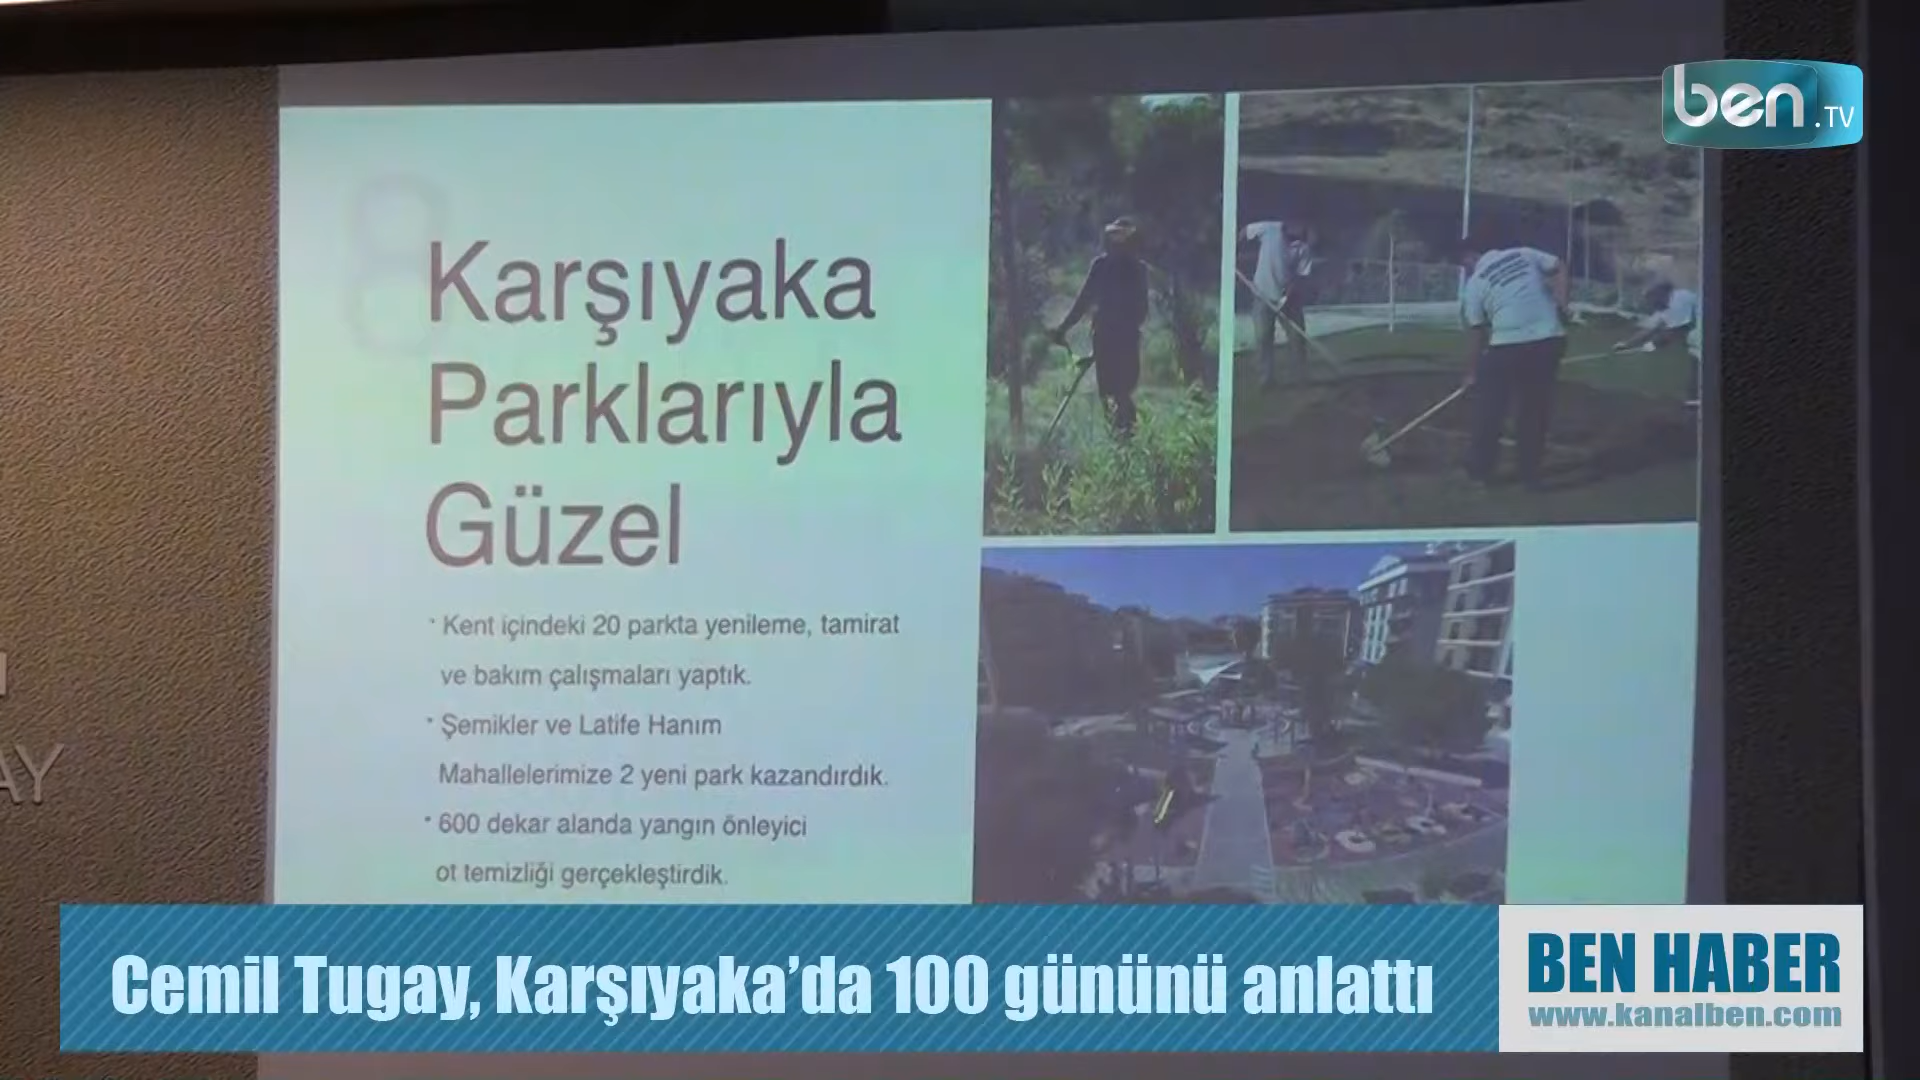 ben.TV
8
Karşıyaka
Parklarıyla
Güzel
· Kent içindeki 20 parkta yenileme, tamirat
ve bakım çalışmaları yaptık.
· Şemikler ve Latife Hanım
Mahallelerimize 2 yeni park kazandırdık.
· 600 dekar alanda yangın önleyici
ot temizliği gerçekleştirdik.
AY
Cemil Tugay, Karşıyaka’da 100 gününü anlattı
BEN HABER
www.kanalben.com